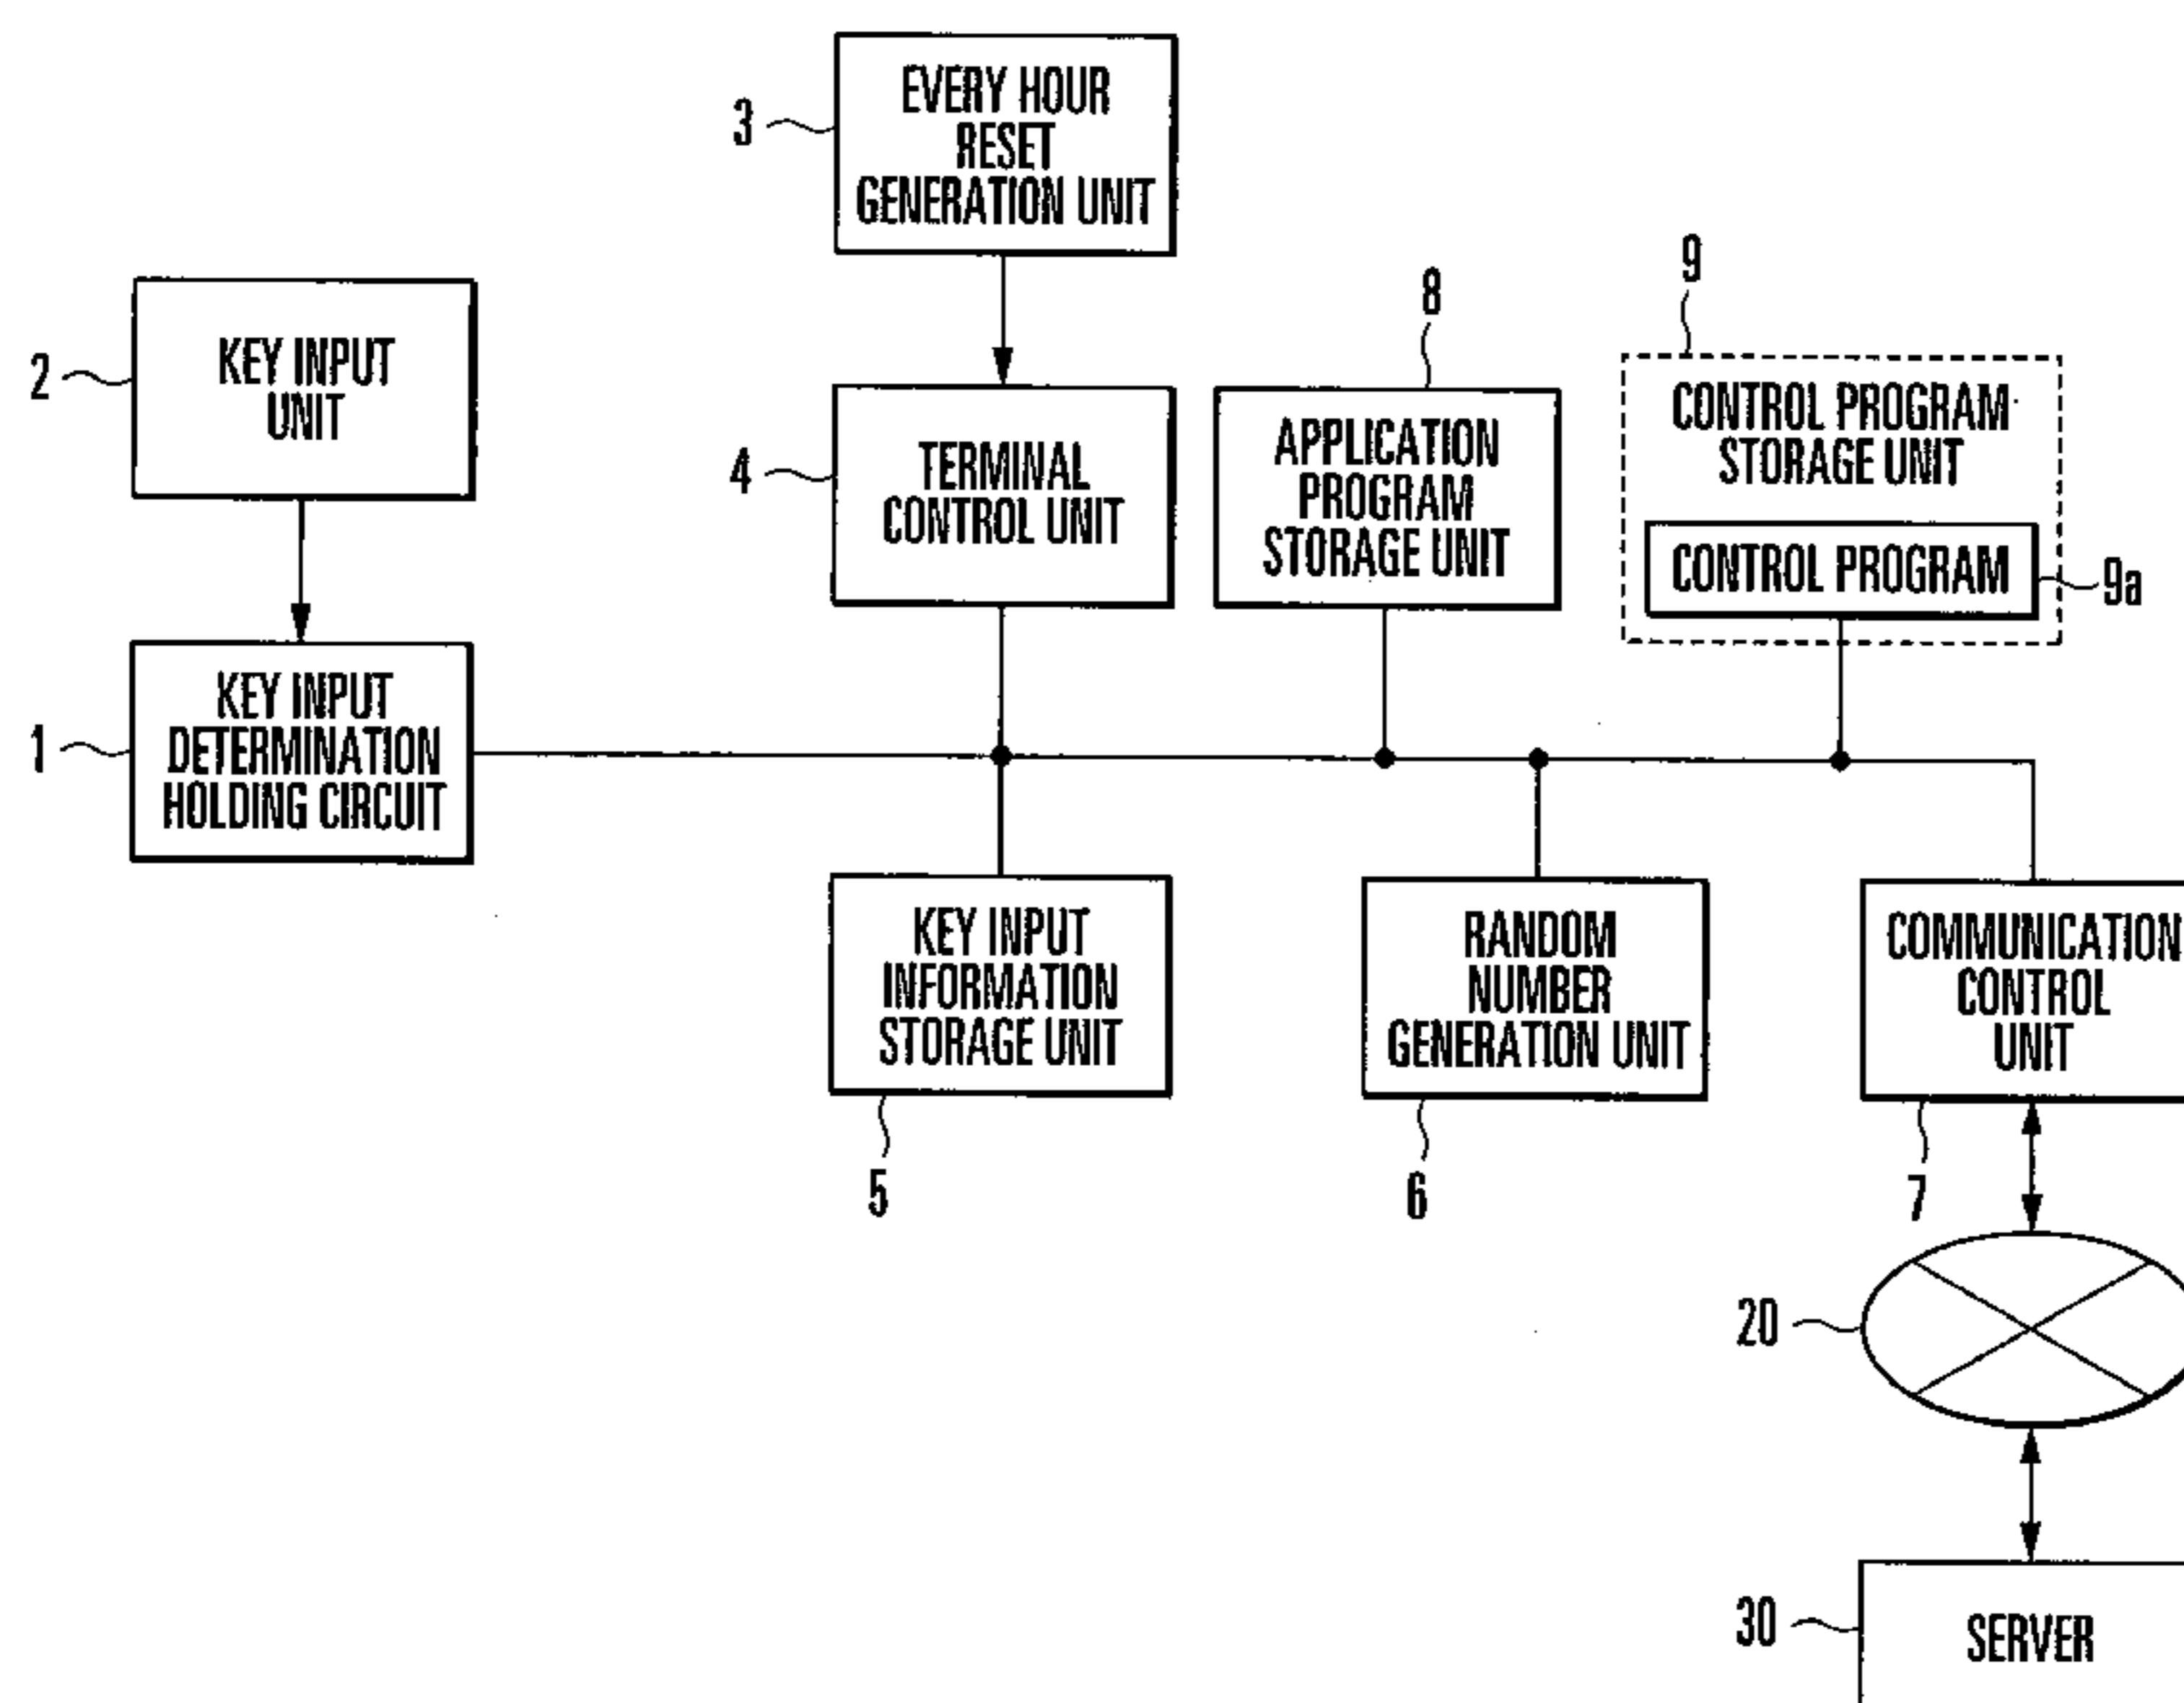 3
EVERY HOUR
RESET
GENERATION UNIT
2
KEY INPUT
UNIT
4
TERMINAL
CONTROL UNIT
8
APPLICATION
PROGRAM
STORAGE UNIT
9
CONTROL PROGRAM
STORAGE UNIT
CONTROL PROGRAM
9a
1
KEY INPUT
DETERMINATION
HOLDING CIRCUIT
KEY INPUT
INFORMATION
STORAGE UNIT
5
RANDOM
NUMBER
GENERATION UNIT
6
COMMUNICATION
CONTROL
UNIT
7
20
30
SERVER